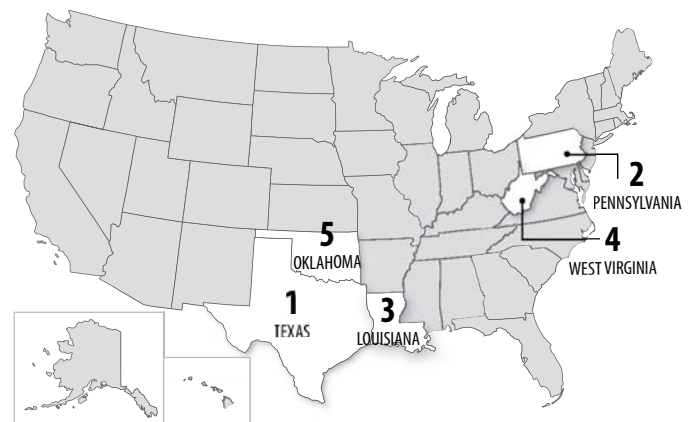 2
PENNSYLVANIA
5
OKLAHOMA
4
WEST VIRGINIA
1
TEXAS
3
LOUISIANA